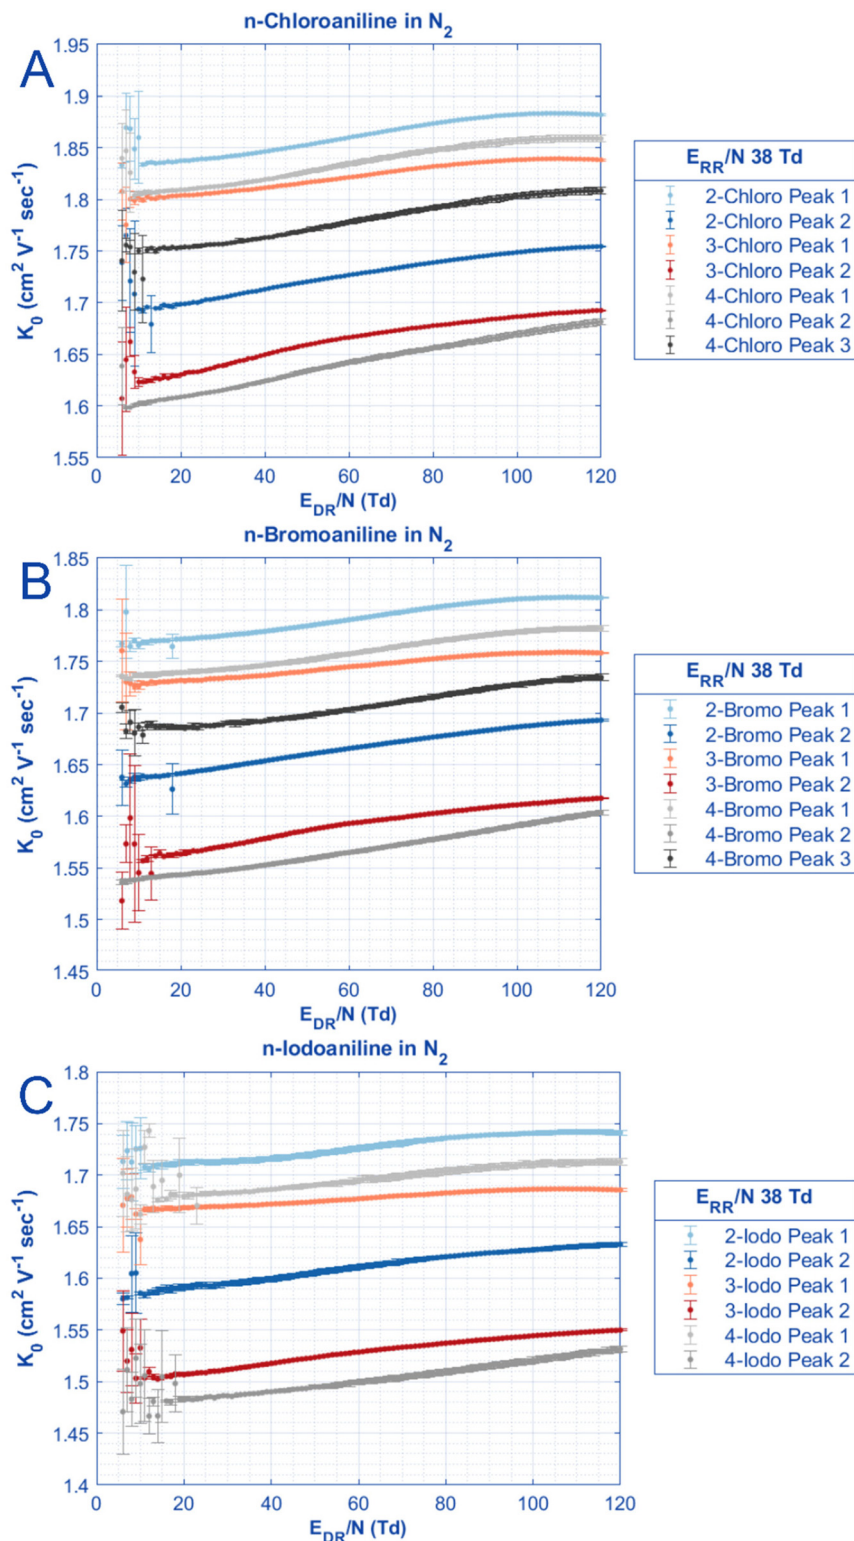 n-Chloroaniline in N2
A
1.95
1.9
1.85
1.8
1.75
1.7
1.65
1.6
1.55
K0 (cm2 V-1 sec-1)
0 20 40 60 80 100 120
EDR/N (Td)
ERR/N 38 Td
2-Chloro Peak 1
2-Chloro Peak 2
3-Chloro Peak 1
3-Chloro Peak 2
4-Chloro Peak 1
4-Chloro Peak 2
4-Chloro Peak 3
n-Bromoaniline in N2
B
1.85
1.8
1.75
1.7
1.65
1.6
1.55
1.5
1.45
K0 (cm2 V-1 sec-1)
0 20 40 60 80 100 120
EDR/N (Td)
ERR/N 38 Td
2-Bromo Peak 1
2-Bromo Peak 2
3-Bromo Peak 1
3-Bromo Peak 2
4-Bromo Peak 1
4-Bromo Peak 2
4-Bromo Peak 3
n-Iodoaniline in N2
C
1.8
1.75
1.7
1.65
1.6
1.55
1.5
1.45
1.4
K0 (cm2 V-1 sec-1)
0 20 40 60 80 100 120
EDR/N (Td)
ERR/N 38 Td
2-Iodo Peak 1
2-Iodo Peak 2
3-Iodo Peak 1
3-Iodo Peak 2
4-Iodo Peak 1
4-Iodo Peak 2